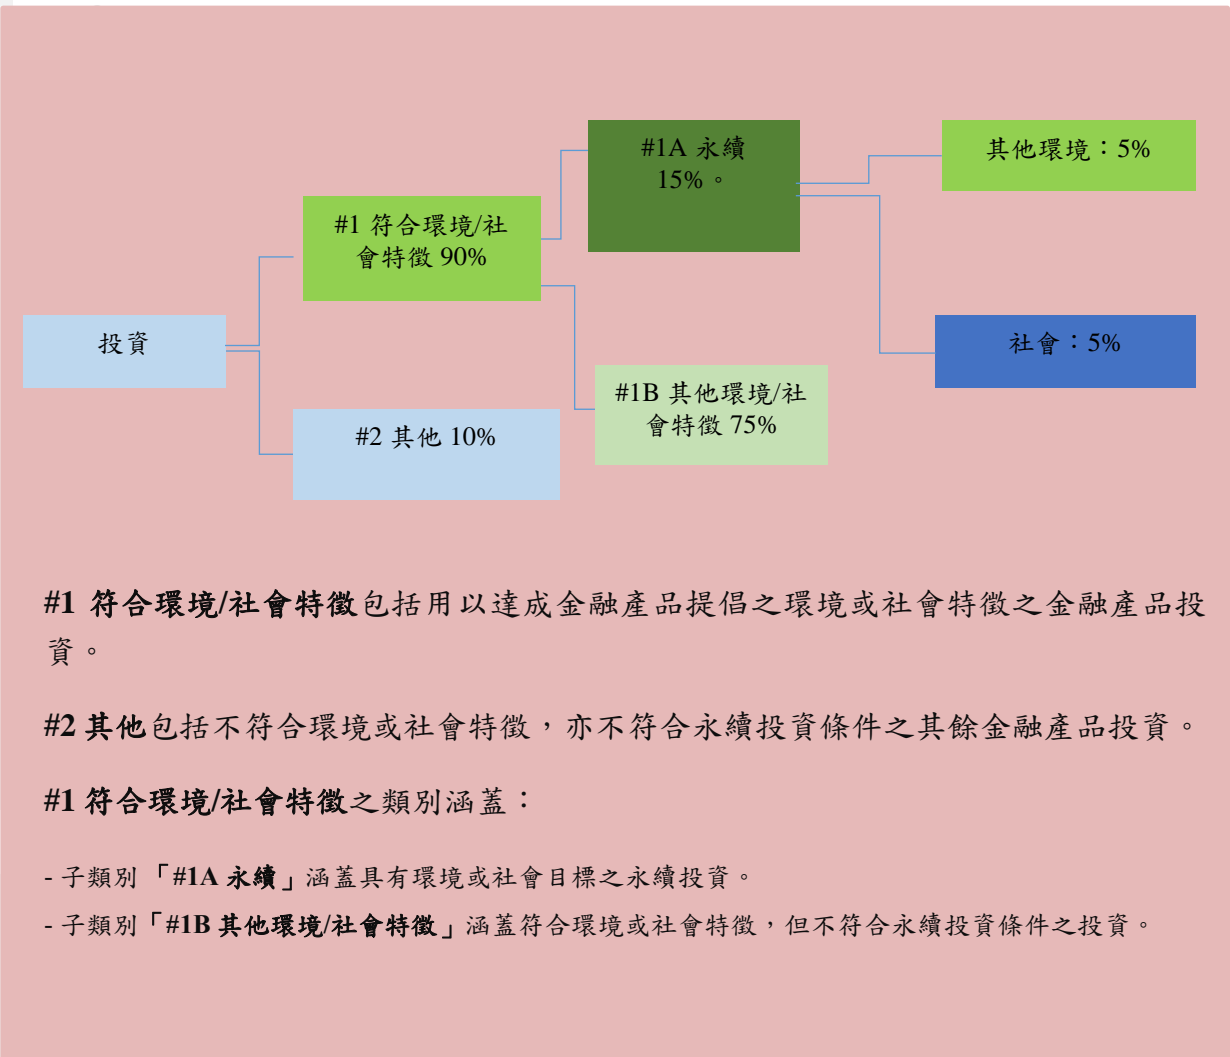 #1A 永續
15%。
其他環境：5%
#1 符合環境/社
會特徵 90%
投資
社會：5%
#1B 其他環境/社
會特徵 75%
#2 其他 10%
#1 符合環境/社會特徵包括用以達成金融產品提倡之環境或社會特徵之金融產品投
資。
#2 其他包括不符合環境或社會特徵，亦不符合永續投資條件之其餘金融產品投資。
#1 符合環境/社會特徵之類別涵蓋：
- 子類別「#1A 永續」涵蓋具有環境或社會目標之永續投資。
- 子類別「#1B 其他環境/社會特徵」涵蓋符合環境或社會特徵，但不符合永續投資條件之投資。